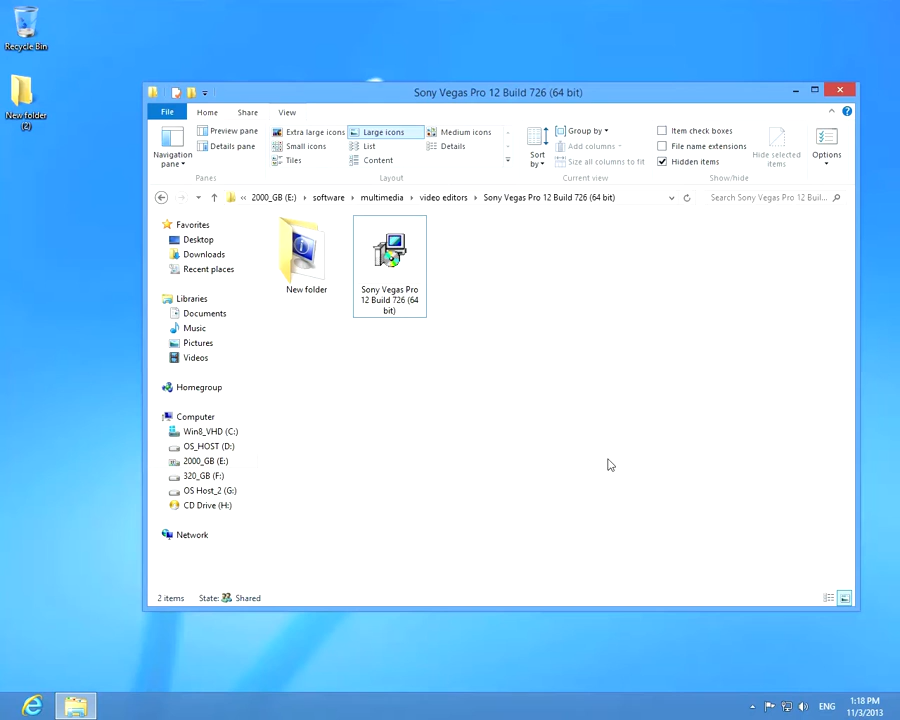 Recycle Bin
New folder
(2)
Sony Vegas Pro 12 Build 726 (64 bit)
File Home Share View
Navigation
pane
Preview pane
Details pane
Panes
Extra large icons Large icons Medium icons
Small icons List Details
Tiles Content
Layout
Sort
by
Group by
Add columns
Size all columns to fit
Current view
Item check boxes
File name extensions
Hidden items
Hide selected
items
Show/hide
Options
2000_GB (E:) software multimedia video editors Sony Vegas Pro 12 Build 726 (64 bit)
Search Sony Vegas Pro 12 Buil...
Favorites
Desktop
Downloads
Recent places
Libraries
Documents
Music
Pictures
Videos
Homegroup
Computer
Win8_VHD (C:)
OS_HOST (D:)
2000_GB (E:)
320_GB (F:)
OS Host_2 (G:)
CD Drive (H:)
Network
New folder
Sony Vegas Pro
12 Build 726 (64
bit)
2 items State: Shared
ENG
1:18 PM
11/3/2013